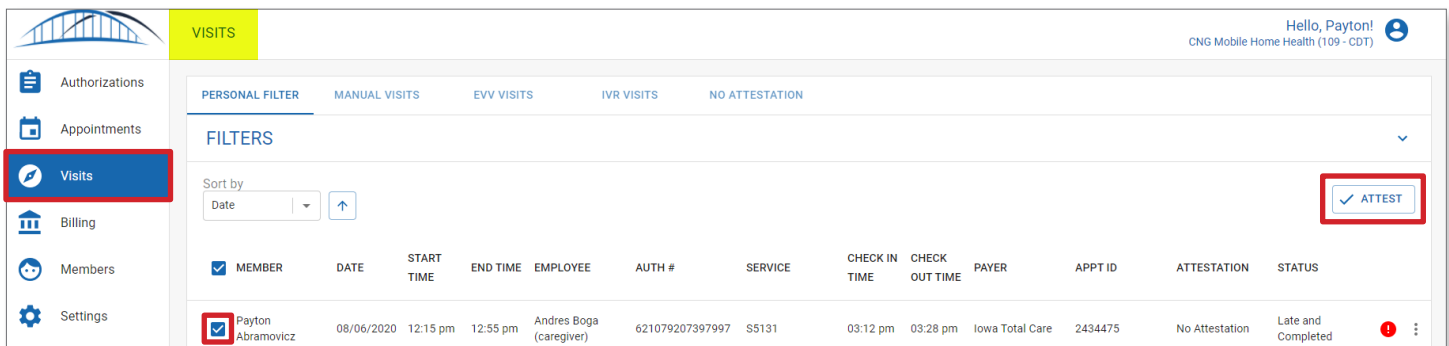 VISITS
Hello, Payton!
CNG Mobile Home Health (109 - CDT)
Authorizations
Appointments
Visits
Billing
Members
Settings
PERSONAL FILTER MANUAL VISITS EVV VISITS IVR VISITS NO ATTESTATION
FILTERS
Sort by
Date
ATTEST
MEMBER DATE START TIME END TIME EMPLOYEE AUTH # SERVICE CHECK IN TIME CHECK OUT TIME PAYER APPT ID ATTESTATION STATUS
Payton Abramovicz 08/06/2020 12:15 pm 12:55 pm Andres Boga (caregiver) 621079207397997 S5131 03:12 pm 03:28 pm Iowa Total Care 2434475 No Attestation Late and Completed